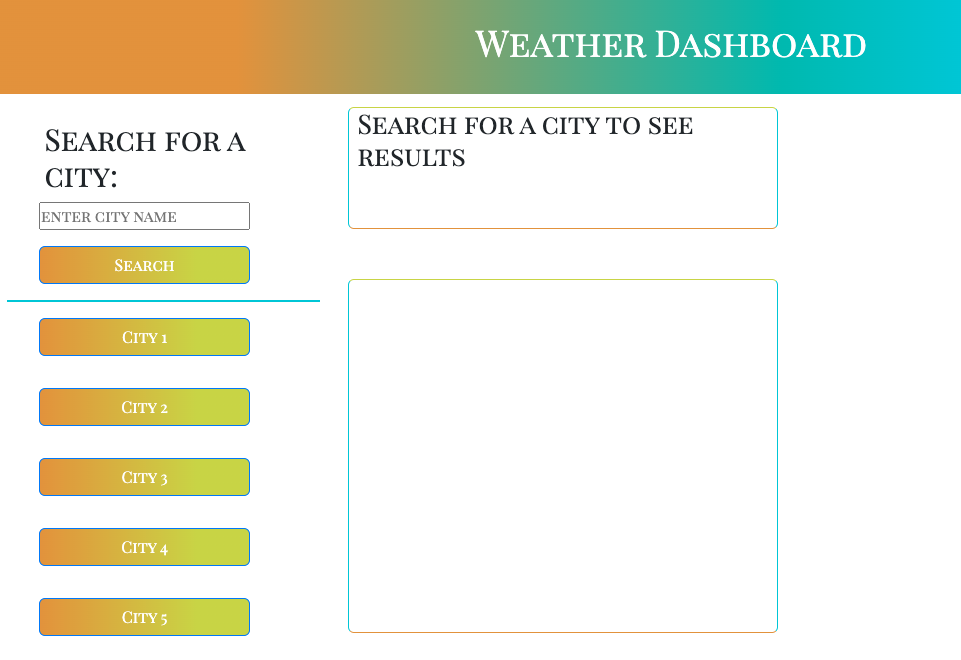 Weather Dashboard
Search for a
city:
enter city name
Search
City 1
City 2
City 3
City 4
City 5
Search for a city to see
results